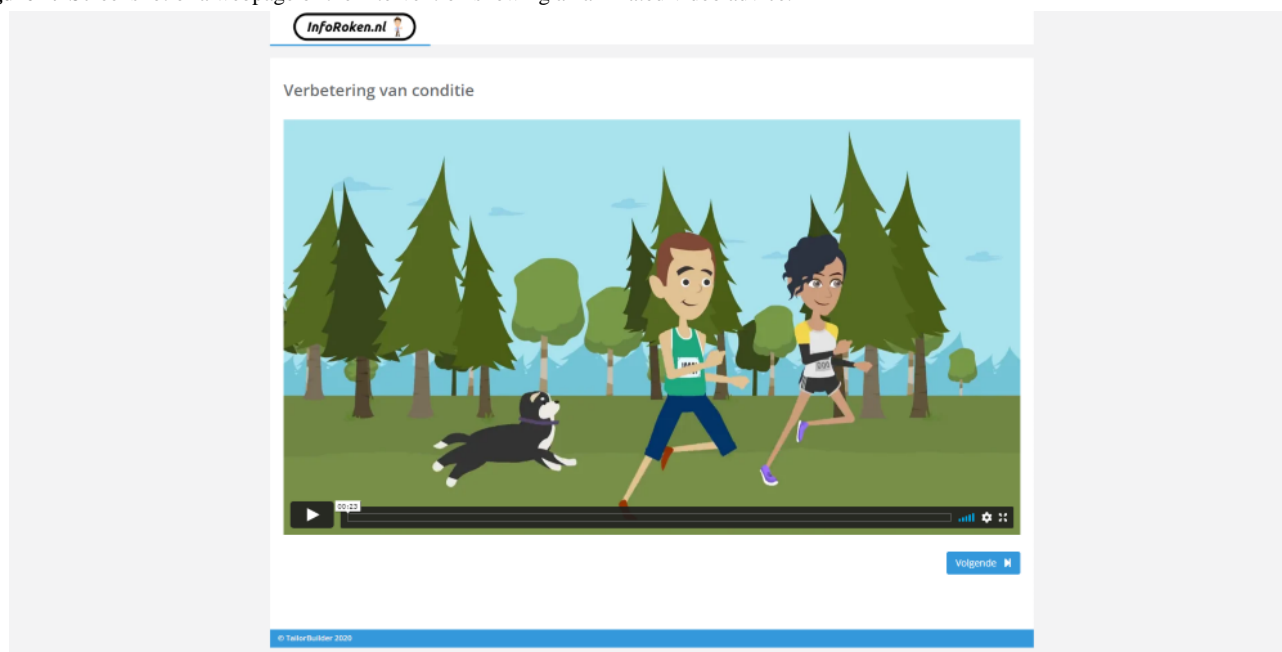 InfoRoken.nl
Verbetering van conditie
00:23
Volgende
© TailorBuilder 2020